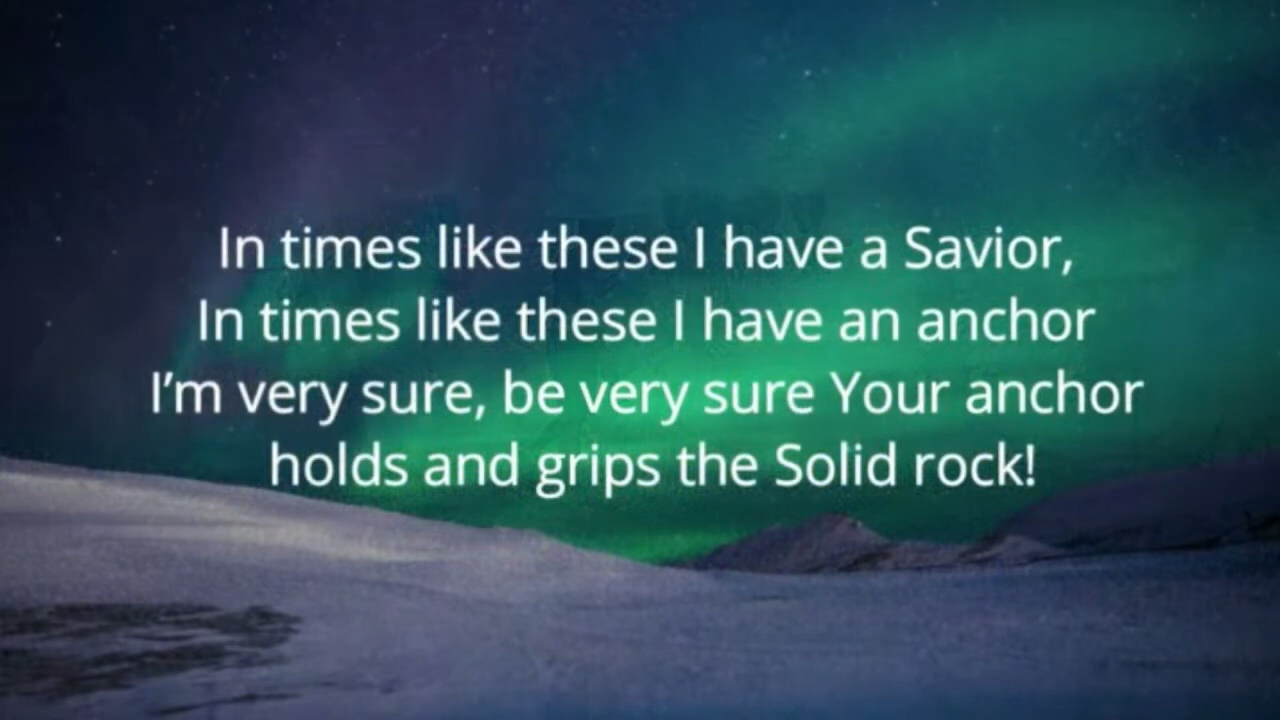 In times like these I have a Savior,
In times like these I have an anchor
I’m very sure, be very sure Your anchor
holds and grips the Solid rock!